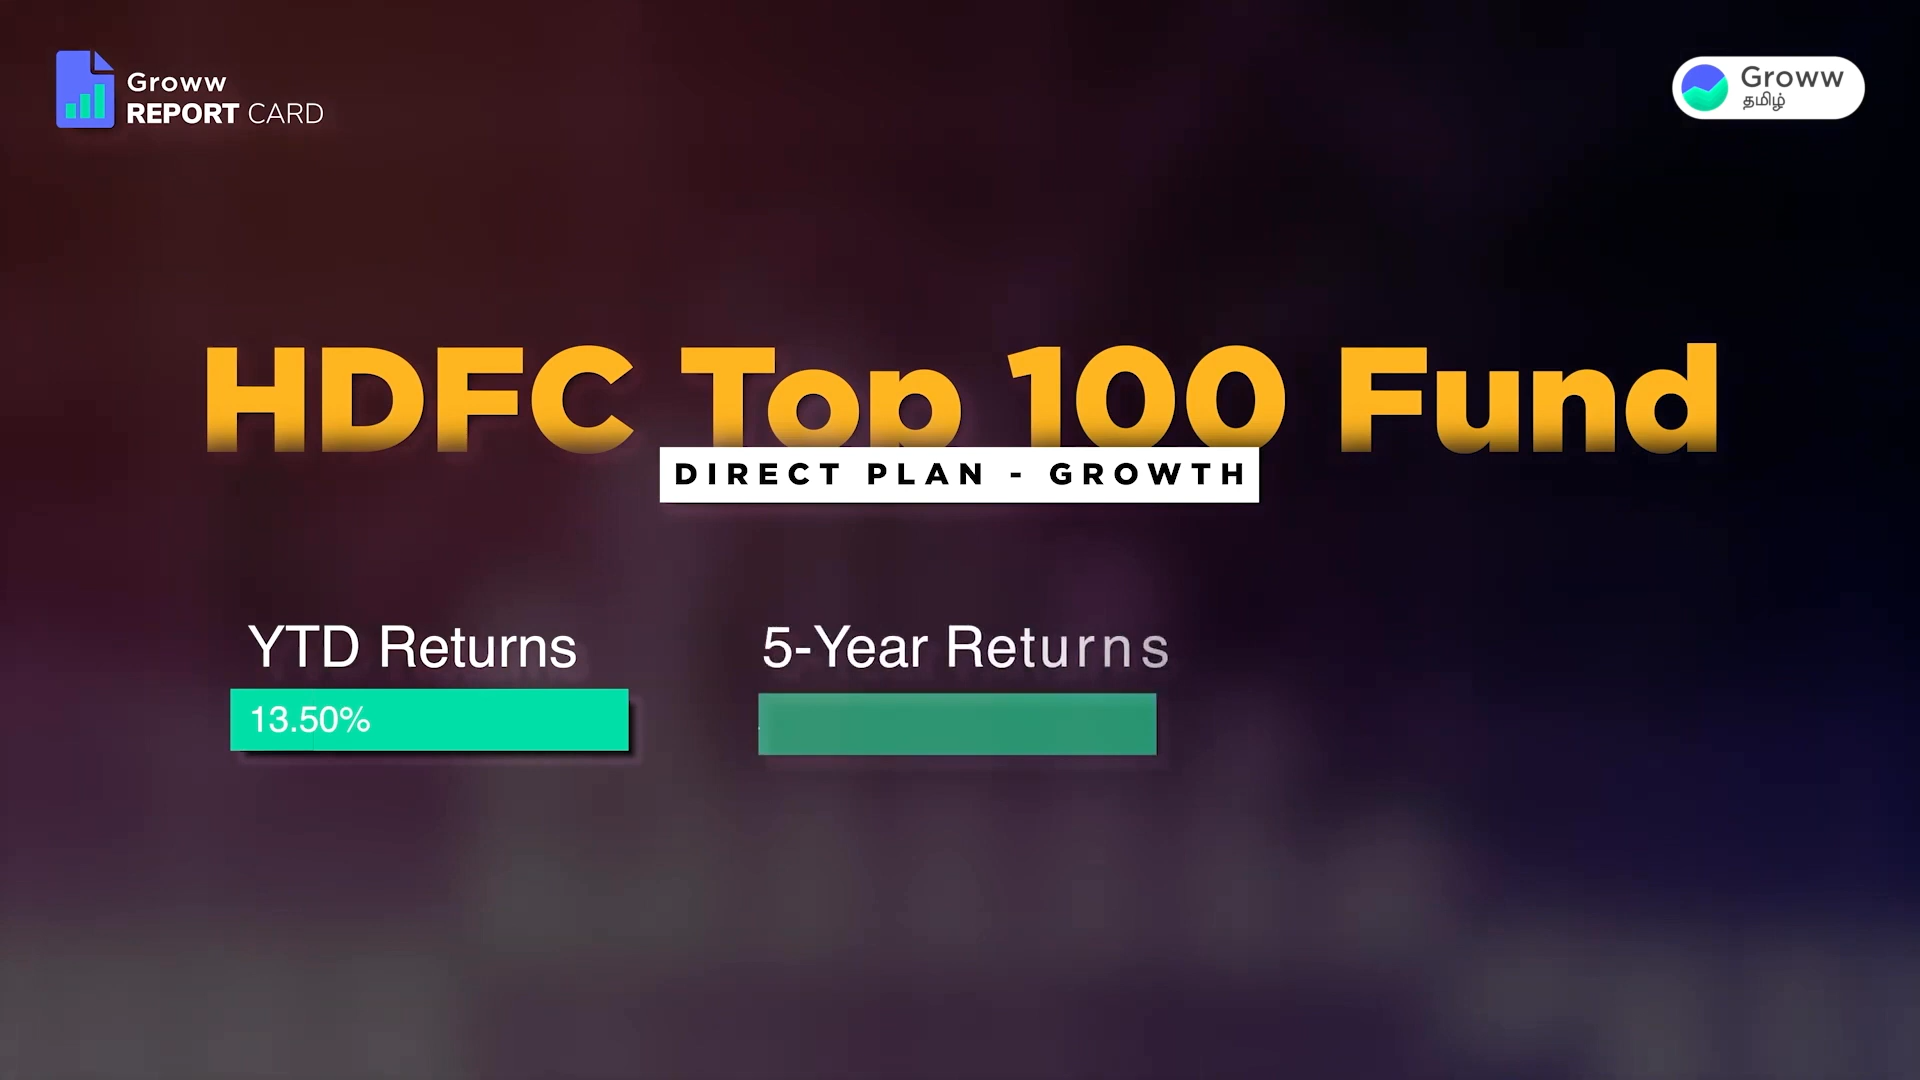 Groww
REPORT CARD
Groww
தமிழ்
HDFC Top 100 Fund
DIRECT PLAN - GROWTH
YTD Returns
5-Year Returns
13.50%